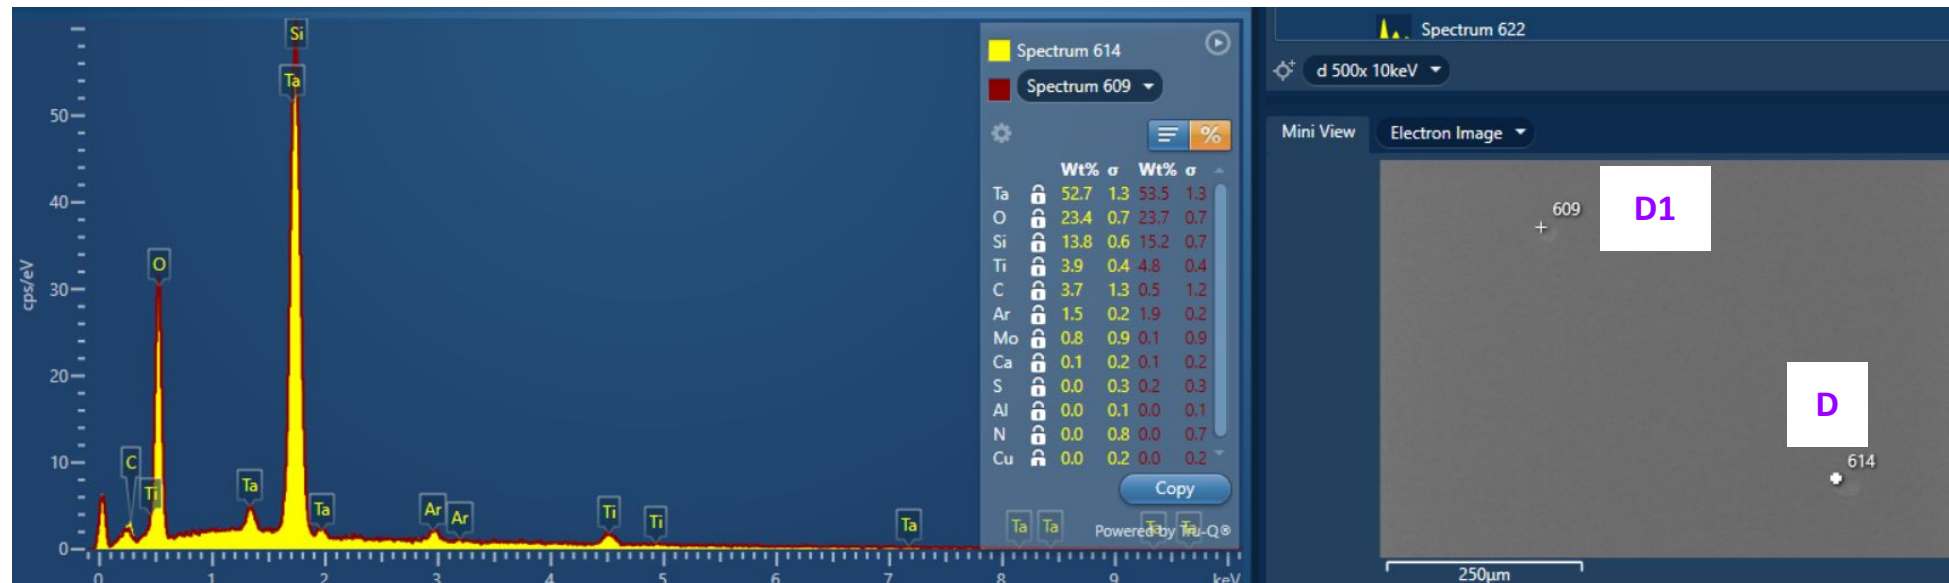 Si
Ta
50
40
cps/eV
30
O
20
10
C
Ti
Ta
Ta
Ar
Ar
Ti
Ti
Ta
Ta
Ta
Ta
Ta
0
0 1 2 3 4 5 6 7 8 9 keV
Spectrum 614
Spectrum 609
%
Wt% σ Wt% σ
Ta 52.7 1.3 53.5 1.3
O 23.4 0.7 23.7 0.7
Si 13.8 0.6 15.2 0.7
Ti 3.9 0.4 4.8 0.4
C 3.7 1.3 0.5 1.2
Ar 1.5 0.2 1.9 0.2
Mo 0.8 0.9 0.1 0.9
Ca 0.1 0.2 0.1 0.2
S 0.0 0.3 0.2 0.3
Al 0.0 0.1 0.0 0.1
N 0.0 0.8 0.0 0.7
Cu 0.0 0.2 0.0 0.2
Copy
Powered by Tru-Q®
Spectrum 622
d 500x 10keV
Mini View Electron Image
609
D1
D
614
250µm